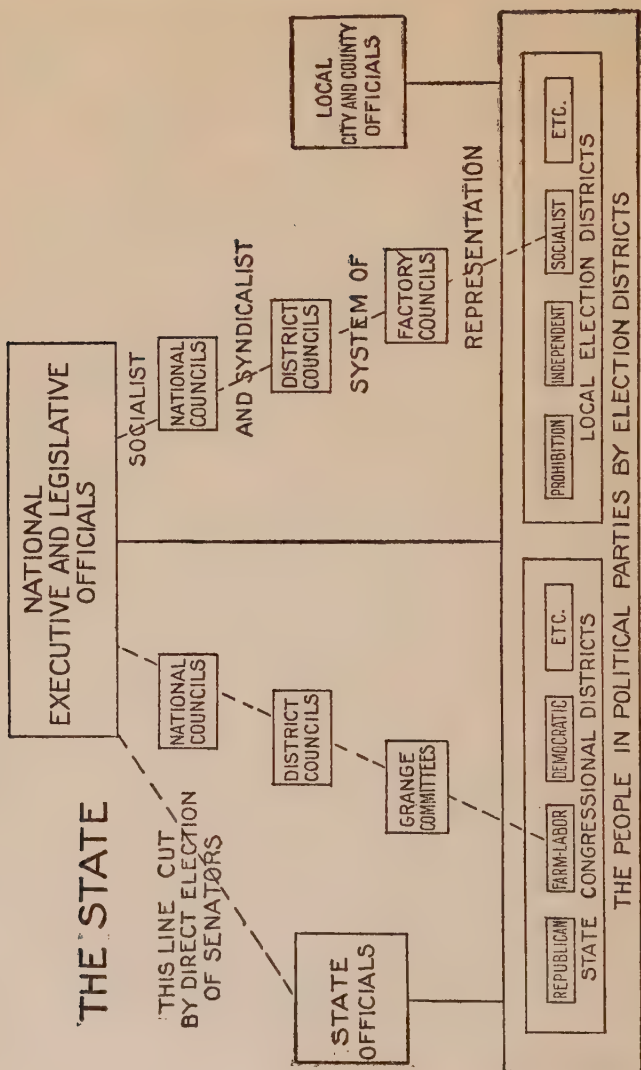 THE STATE
NATIONAL
EXECUTIVE AND LEGISLATIVE
OFFICIALS
THIS LINE CUT
BY DIRECT ELECTION
OF SENATORS
NATIONAL
COUNCILS
SOCIALIST
NATIONAL
COUNCILS
AND SYNDICALIST
DISTRICT
COUNCILS
DISTRICT
COUNCILS
SYSTEM OF
STATE
OFFICIALS
GRANGE
COMMITTEES
FACTORY
COUNCILS
REPRESENTATION
LOCAL
CITY AND COUNTY
OFFICIALS
REPUBLICAN
FARM-LABOR
DEMOCRATIC
ETC.
STATE CONGRESSIONAL DISTRICTS
PROHIBITION
INDEPENDENT
SOCIALIST
ETC.
LOCAL ELECTION DISTRICTS
THE PEOPLE IN POLITICAL PARTIES BY ELECTION DISTRICTS